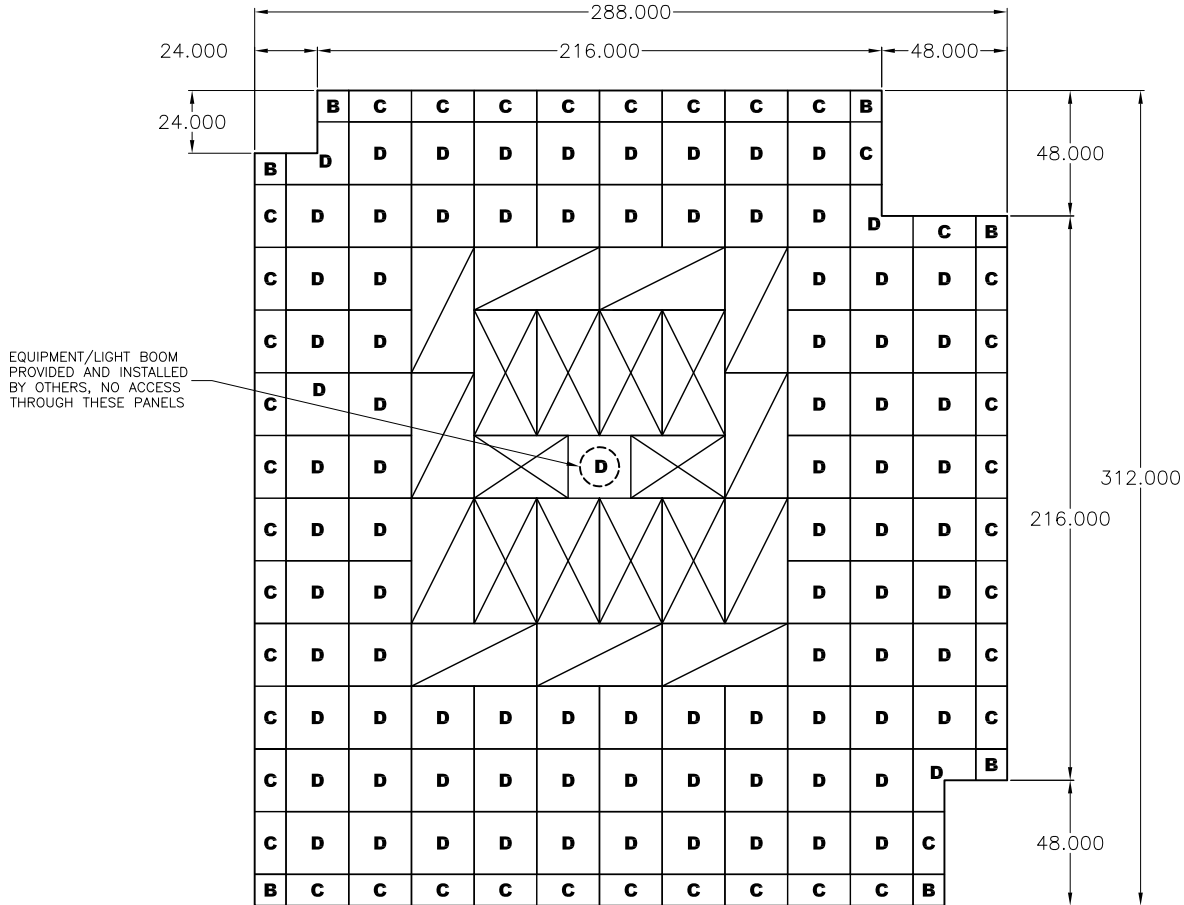 288.000
24.000 216.000 48.000
B C C C C C C C C B
24.000
D D D D D D D D D C 48.000
B
C D D D D D D D D D D
C B
C D D D D D C
C D D D D D C
EQUIPMENT/LIGHT BOOM
PROVIDED AND INSTALLED
BY OTHERS, NO ACCESS
THROUGH THESE PANELS
C D D D D D C
C D D D D D D C
312.000
216.000
C D D D D D C
C D D D D D C
C D D D D D C
C D D D D D D D D D D D C
C D D D D D D D D D D D B
C D D D D D D D D D D C 48.000
B C C C C C C C C C C B